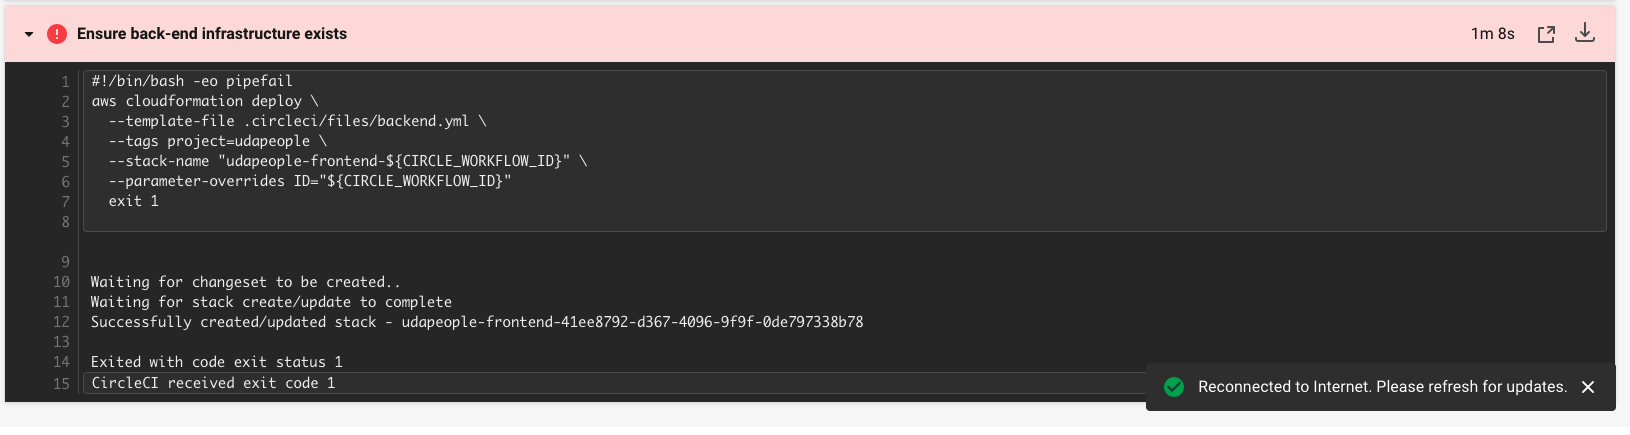 Ensure back-end infrastructure exists 1m 8s
1 #!/bin/bash -eo pipefail
2 aws cloudformation deploy \
3   --template-file .circleci/files/backend.yml \
4   --tags project=udapeople \
5   --stack-name "udapeople-frontend-${CIRCLE_WORKFLOW_ID}" \
6   --parameter-overrides ID="${CIRCLE_WORKFLOW_ID}"
7   exit 1
8
9
10 Waiting for changeset to be created..
11 Waiting for stack create/update to complete
12 Successfully created/updated stack - udapeople-frontend-41ee8792-d367-4096-9f9f-0de797338b78
13
14 Exited with code exit status 1
15 CircleCI received exit code 1
Reconnected to Internet. Please refresh for updates.